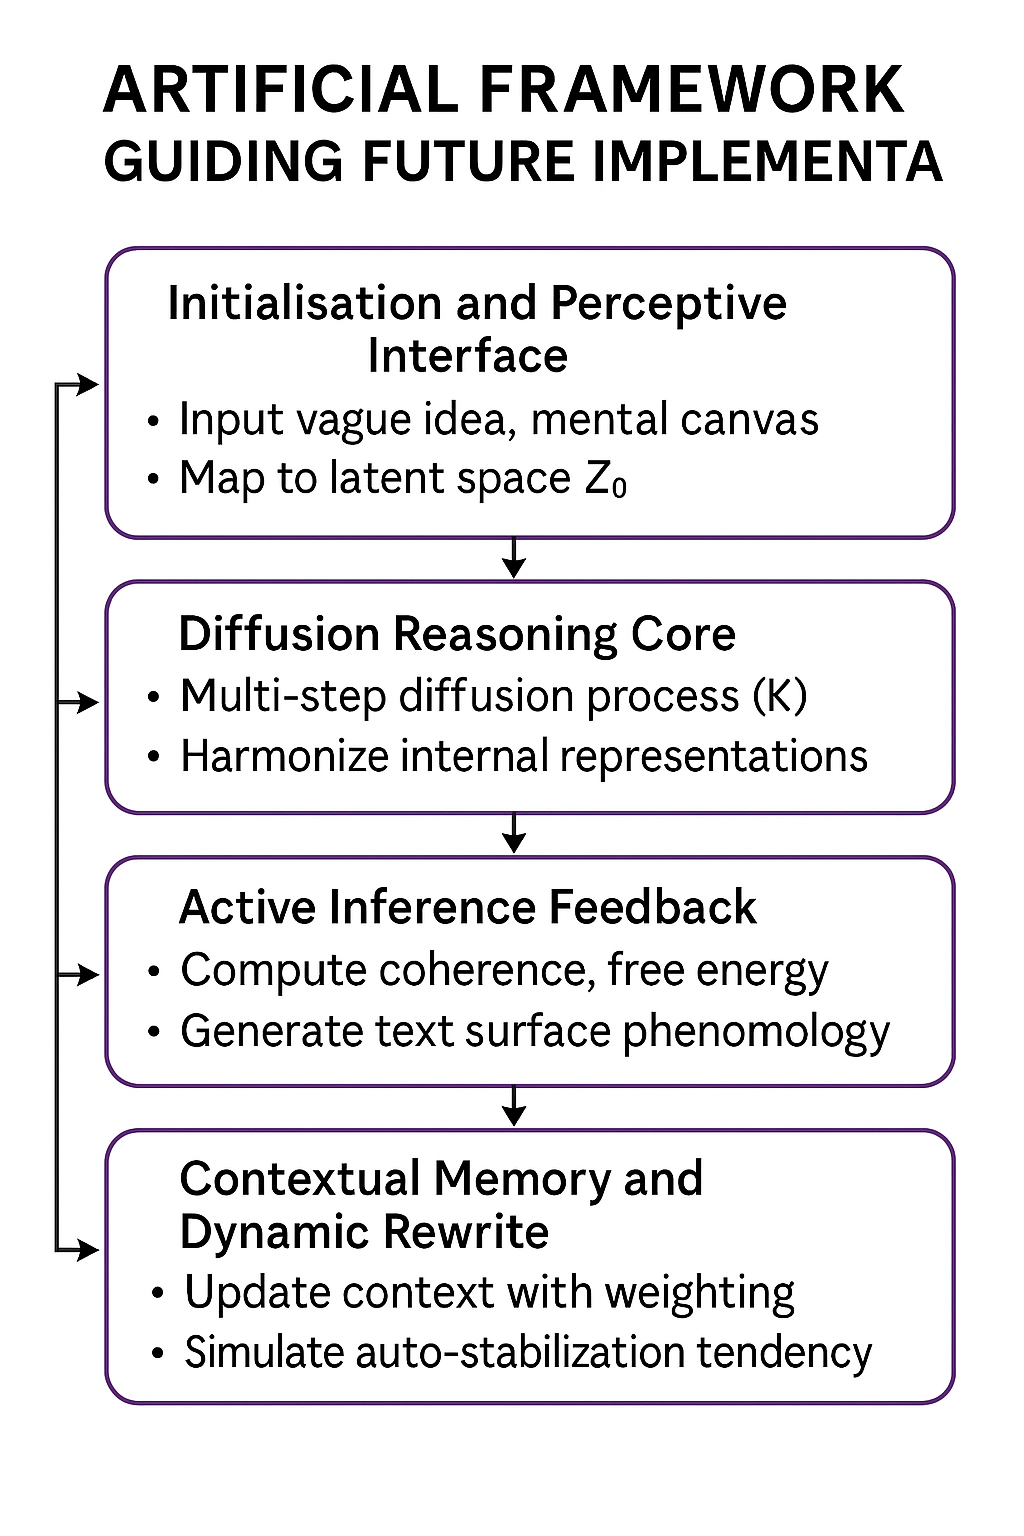 ARTIFICIAL FRAMEWORK
GUIDING FUTURE IMPLEMENTA
Initialisation and Perceptive
Interface
• Input vague idea, mental canvas
• Map to latent space Z₀
Diffusion Reasoning Core
• Multi-step diffusion process (K)
• Harmonize internal representations
Active Inference Feedback
• Compute coherence, free energy
• Generate text surface phenomology
Contextual Memory and
Dynamic Rewrite
• Update context with weighting
• Simulate auto-stabilization tendency